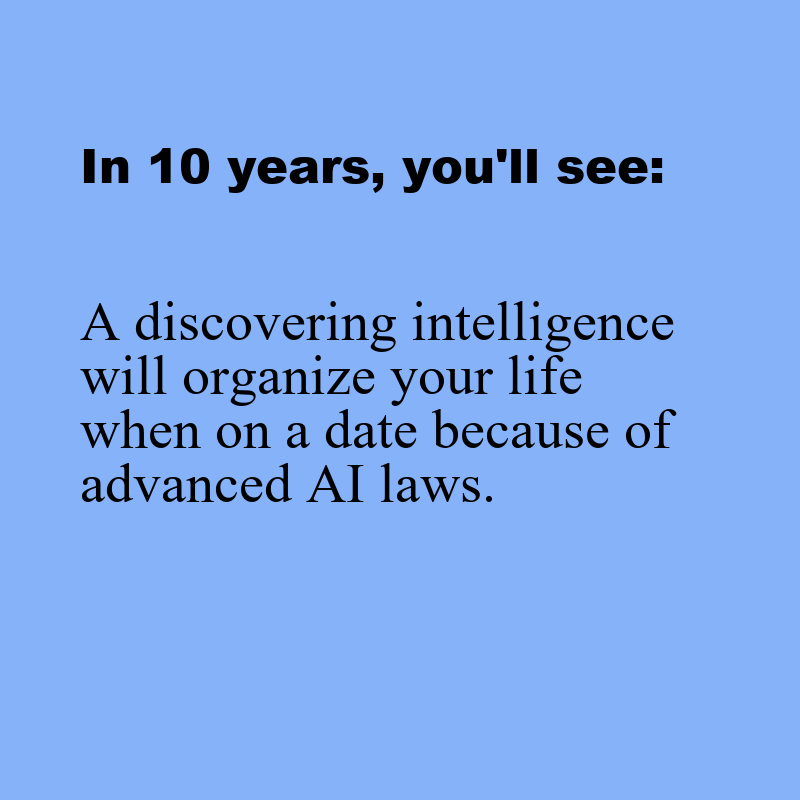 In 10 years, you'll see:
A discovering intelligence
will organize your life
when on a date because of
advanced AI laws.